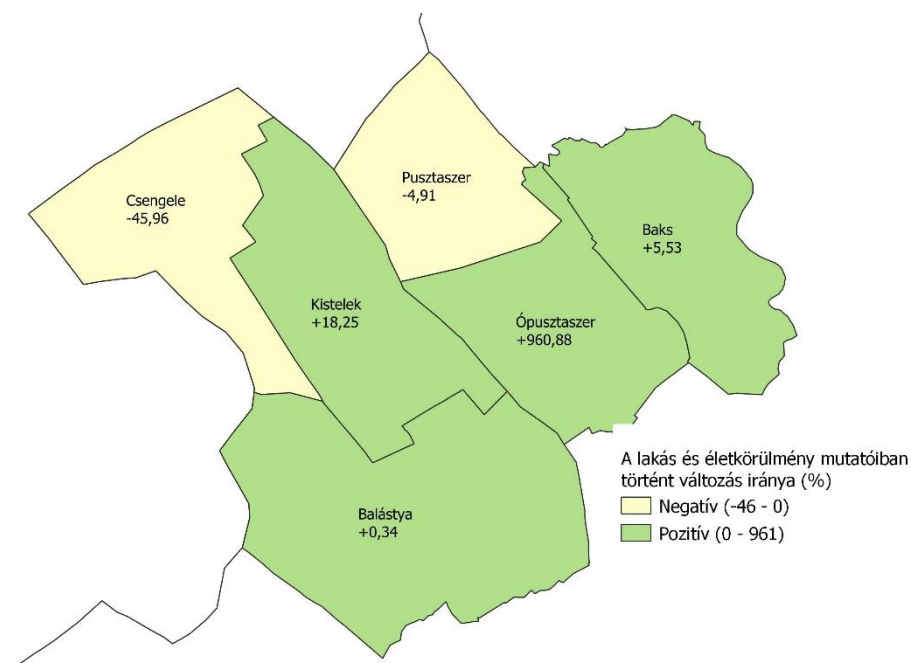 Csengele
-45,96
Pusztaszer
-4,91
Baks
+5,53
Kistelek
+18,25
Ópusztaszer
+960,88
Balástya
+0,34
A lakás és életkörülmény mutatóiban
történt változás iránya (%)
Negatív (-46 - 0)
Pozitív (0 - 961)